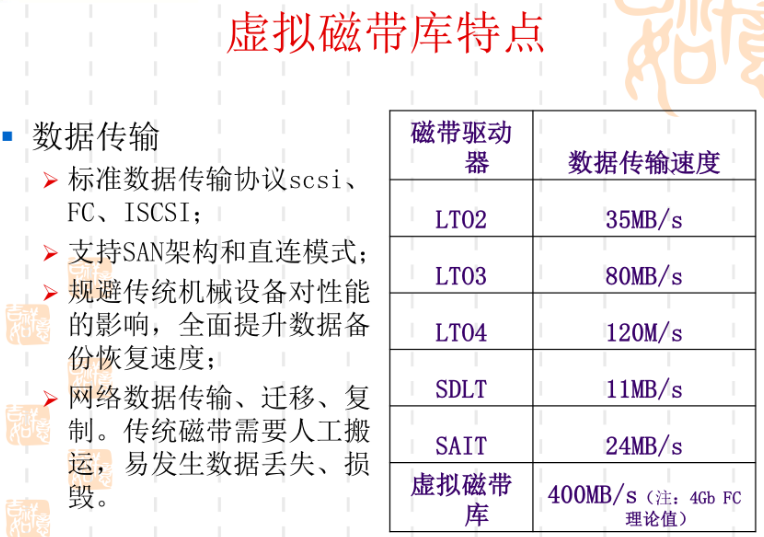 虚拟磁带库特点
数据传输
标准数据传输协议scsi、
FC、ISCSI；
支持SAN架构和直连模式；
规避传统机械设备对性能
的影响，全面提升数据备
份恢复速度；
网络数据传输、迁移、复
制。传统磁带需要人工搬
运，易发生数据丢失、损
毁。
磁带驱动
器
数据传输速度
LTO2
35MB/s
LTO3
80MB/s
LTO4
120M/s
SDLT
11MB/s
SAIT
24MB/s
虚拟磁带
库
400MB/s（注：4Gb FC
理论值）